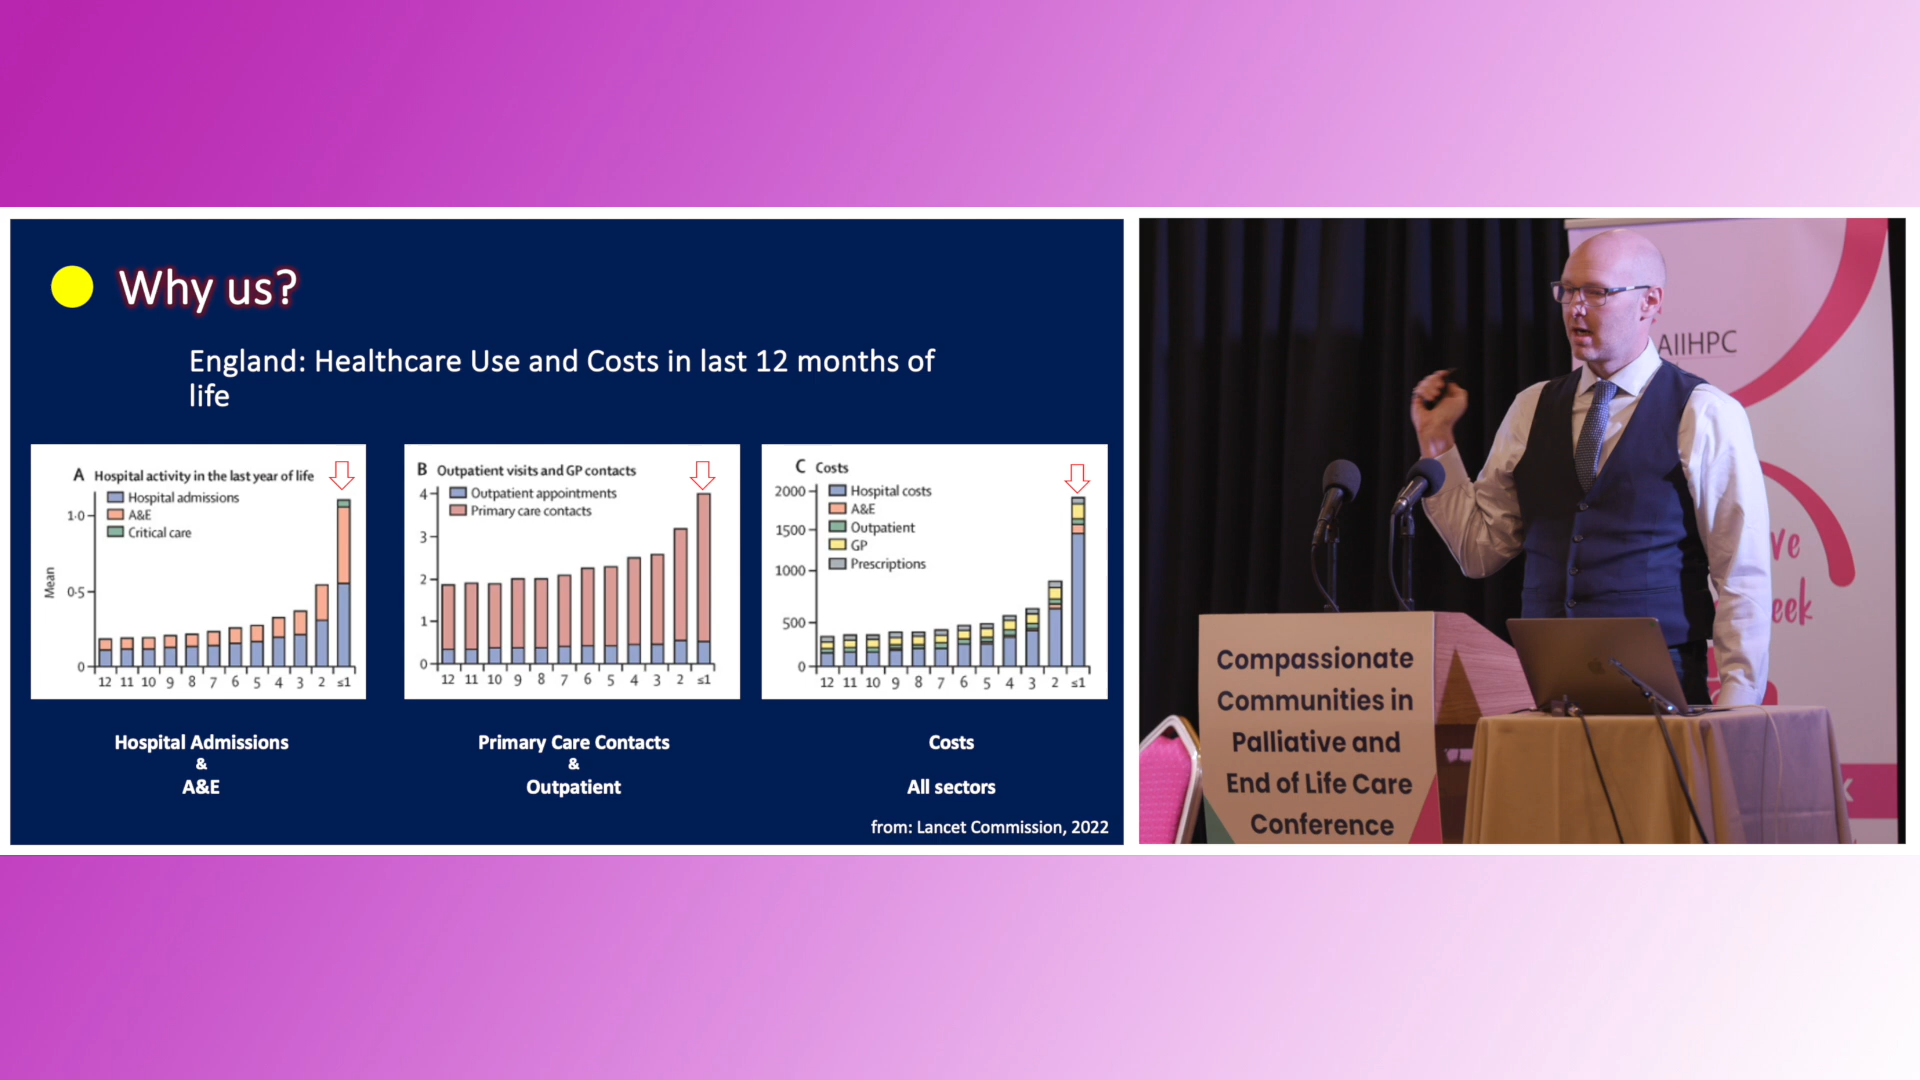 Why us?
England: Healthcare Use and Costs in last 12 months of
life
A Hospital activity in the last year of life
Hospital admissions
A&E
Critical care
Mean
1·0
0·5
0
12 11 10 9 8 7 6 5 4 3 2 ≤1
B Outpatient visits and GP contacts
Outpatient appointments
Primary care contacts
4
3
2
1
0
12 11 10 9 8 7 6 5 4 3 2 ≤1
C Costs
Hospital costs
A&E
Outpatient
GP
Prescriptions
2000
1500
1000
500
0
12 11 10 9 8 7 6 5 4 3 2 ≤1
Hospital Admissions
&
A&E
Primary Care Contacts
&
Outpatient
Costs
All sectors
from: Lancet Commission, 2022
AIIHPC
Compassionate
Communities in
Palliative and
End of Life Care
Conference